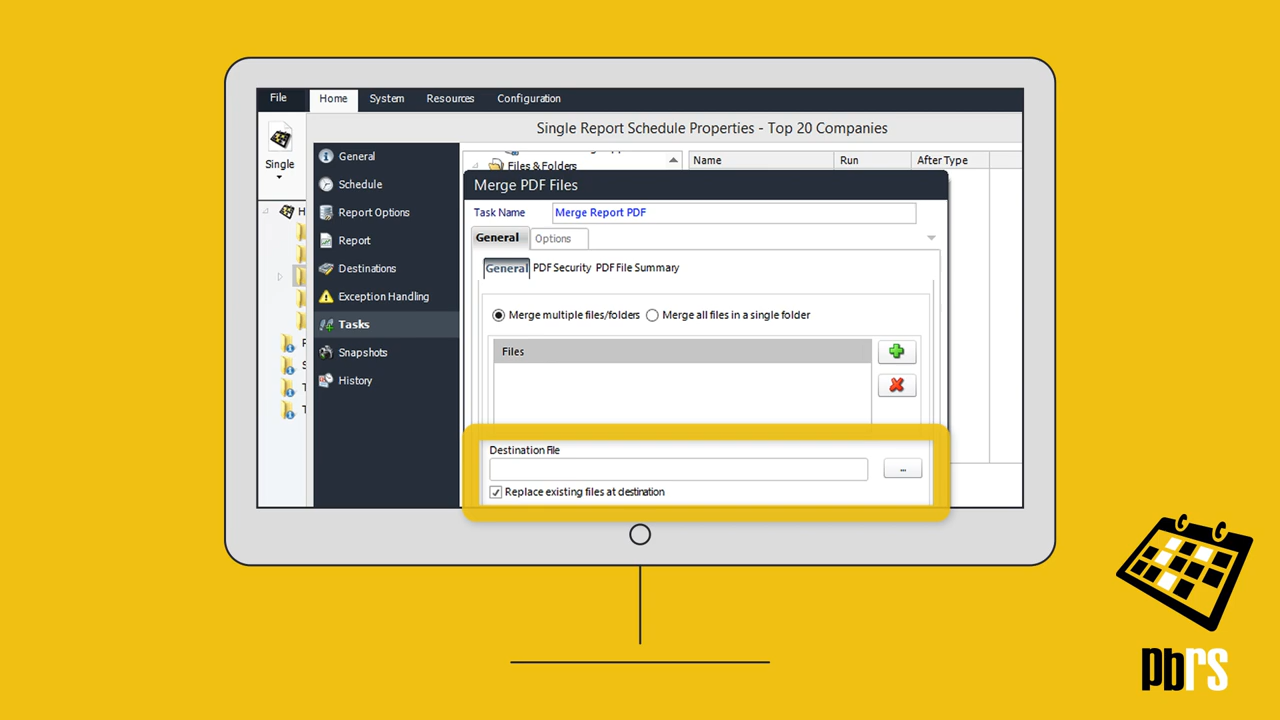 File Home System Resources Configuration
Single Report Schedule Properties - Top 20 Companies
Single
General
Schedule
Report Options
Report
Destinations
Exception Handling
Tasks
Snapshots
History
Files & Folders
Name Run After Type
Merge PDF Files
Task Name Merge Report PDF
General Options
General PDF Security PDF File Summary
Merge multiple files/folders Merge all files in a single folder
Files
Destination File
...
Replace existing files at destination
pbrs